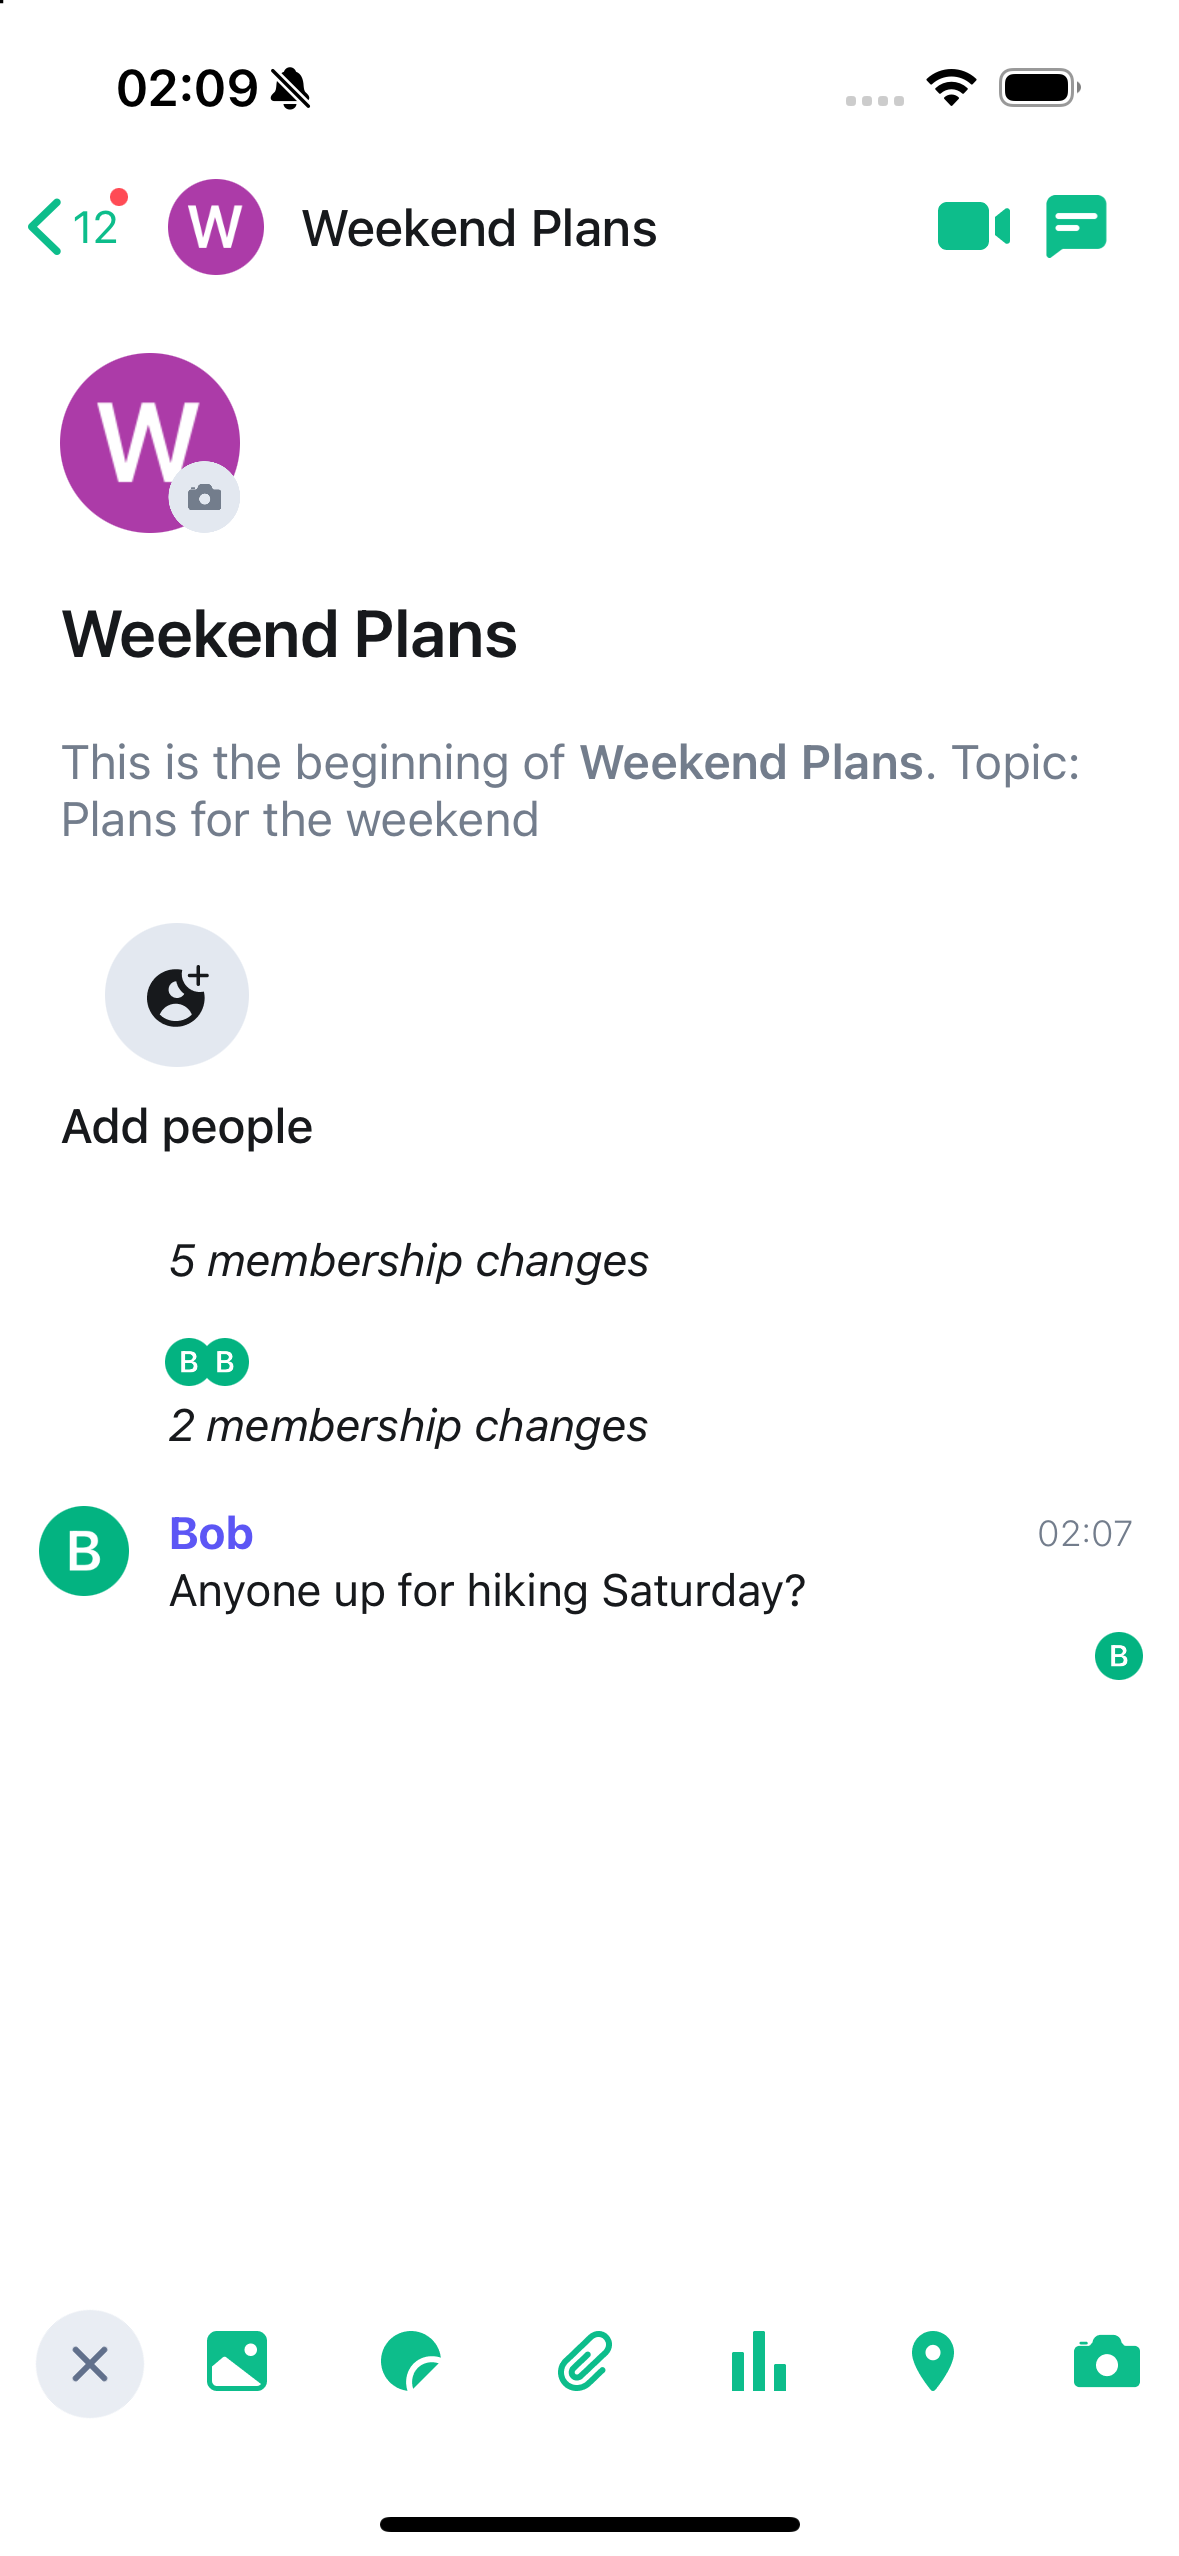 02:09
12
W
Weekend Plans
W
Weekend Plans
This is the beginning of Weekend Plans. Topic:
Plans for the weekend
Add people
5 membership changes
B B
2 membership changes
B
Bob
02:07
Anyone up for hiking Saturday?
B